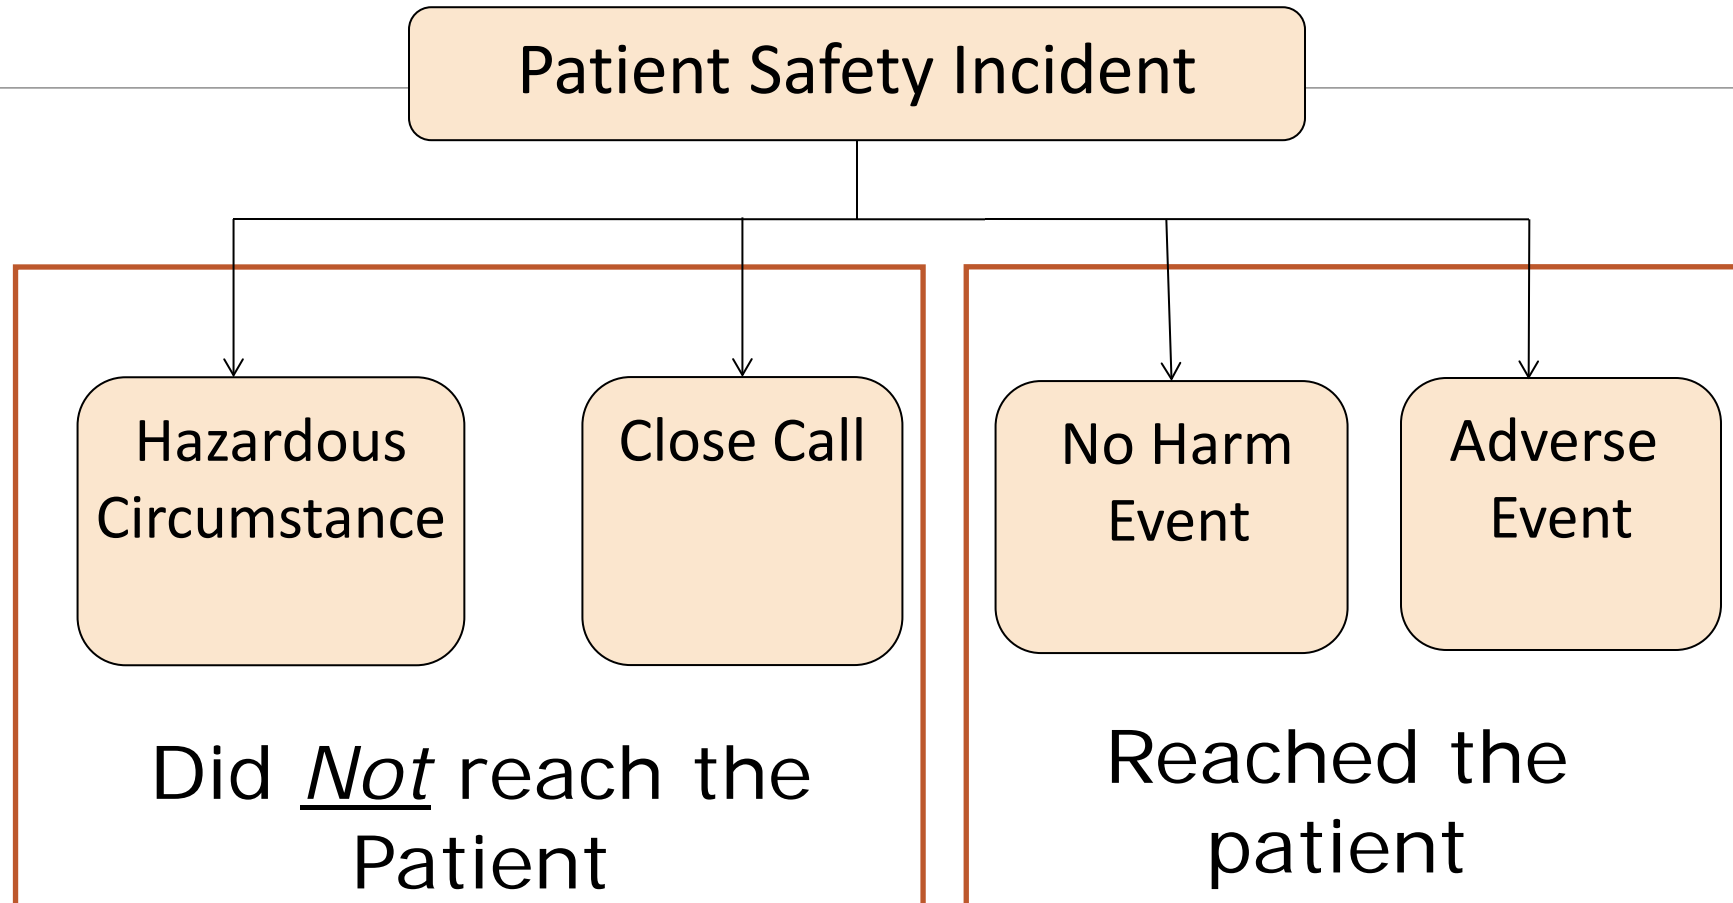 Patient Safety Incident
Hazardous
Circumstance
Close Call
No Harm
Event
Adverse
Event
Did Not reach the
Patient
Reached the
patient